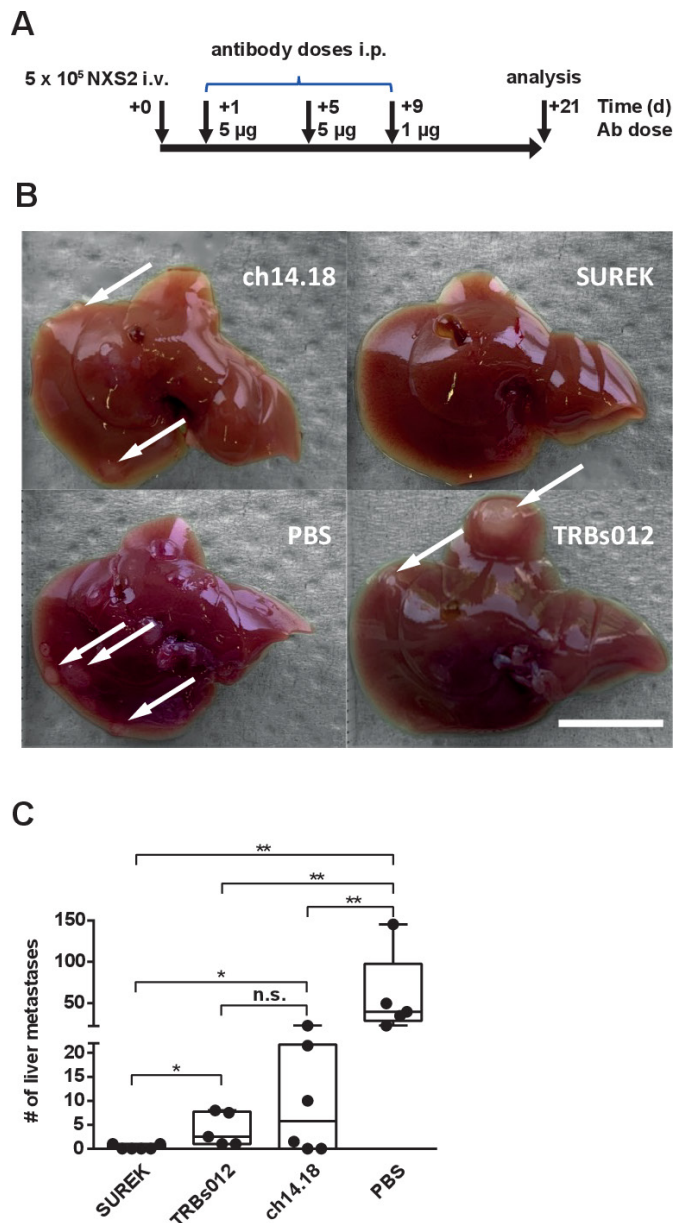 A
antibody doses i.p.
5 x 10⁵ NXS2 i.v.
analysis
+0 +1 +5 +9 +21 Time (d)
5 µg 5 µg 1 µg Ab dose
B
ch14.18
SUREK
PBS
TRBs012
C
**
**
**
*
n.s.
*
# of liver metastases
150
100
50
20
15
10
5
0
SUREK
TRBs012
ch14.18
PBS